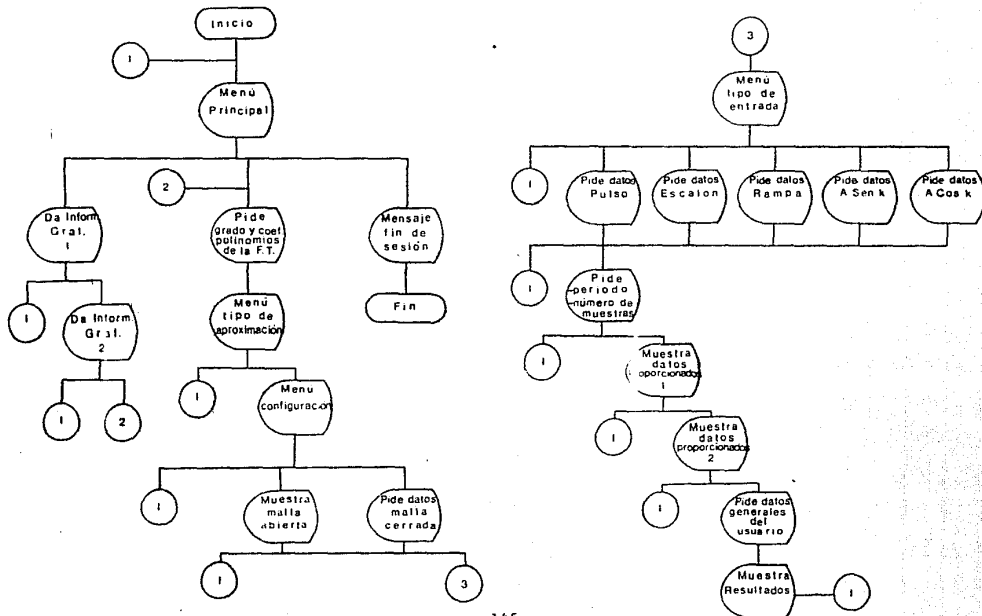 Inicio
1
Menú
Principal
2
Da Inform.
Gral.
1
Pide
grado y coef.
polinomios
de la F.T.
Mensaje
fin de
sesión
1
Da Inform.
Gral.
2
Menú
tipo de
aproximación
Fin
1
2
1
Menú
configuración
1
Muestra
malla
abierta
Pide datos
malla
cerrada
1
3
3
Menú
tipo de
entrada
1
Pide datos
Pulso
Pide datos
Escalon
Pide datos
Rampa
Pide datos
A Sen k
Pide datos
A Cos k
1
Pide
-periodo
-número de
muestras
1
Muestra
datos
proporcionados
1
1
Muestra
datos
proporcionados
2
1
Pide datos
generales
del
usuario
Muestra
Resultados
1